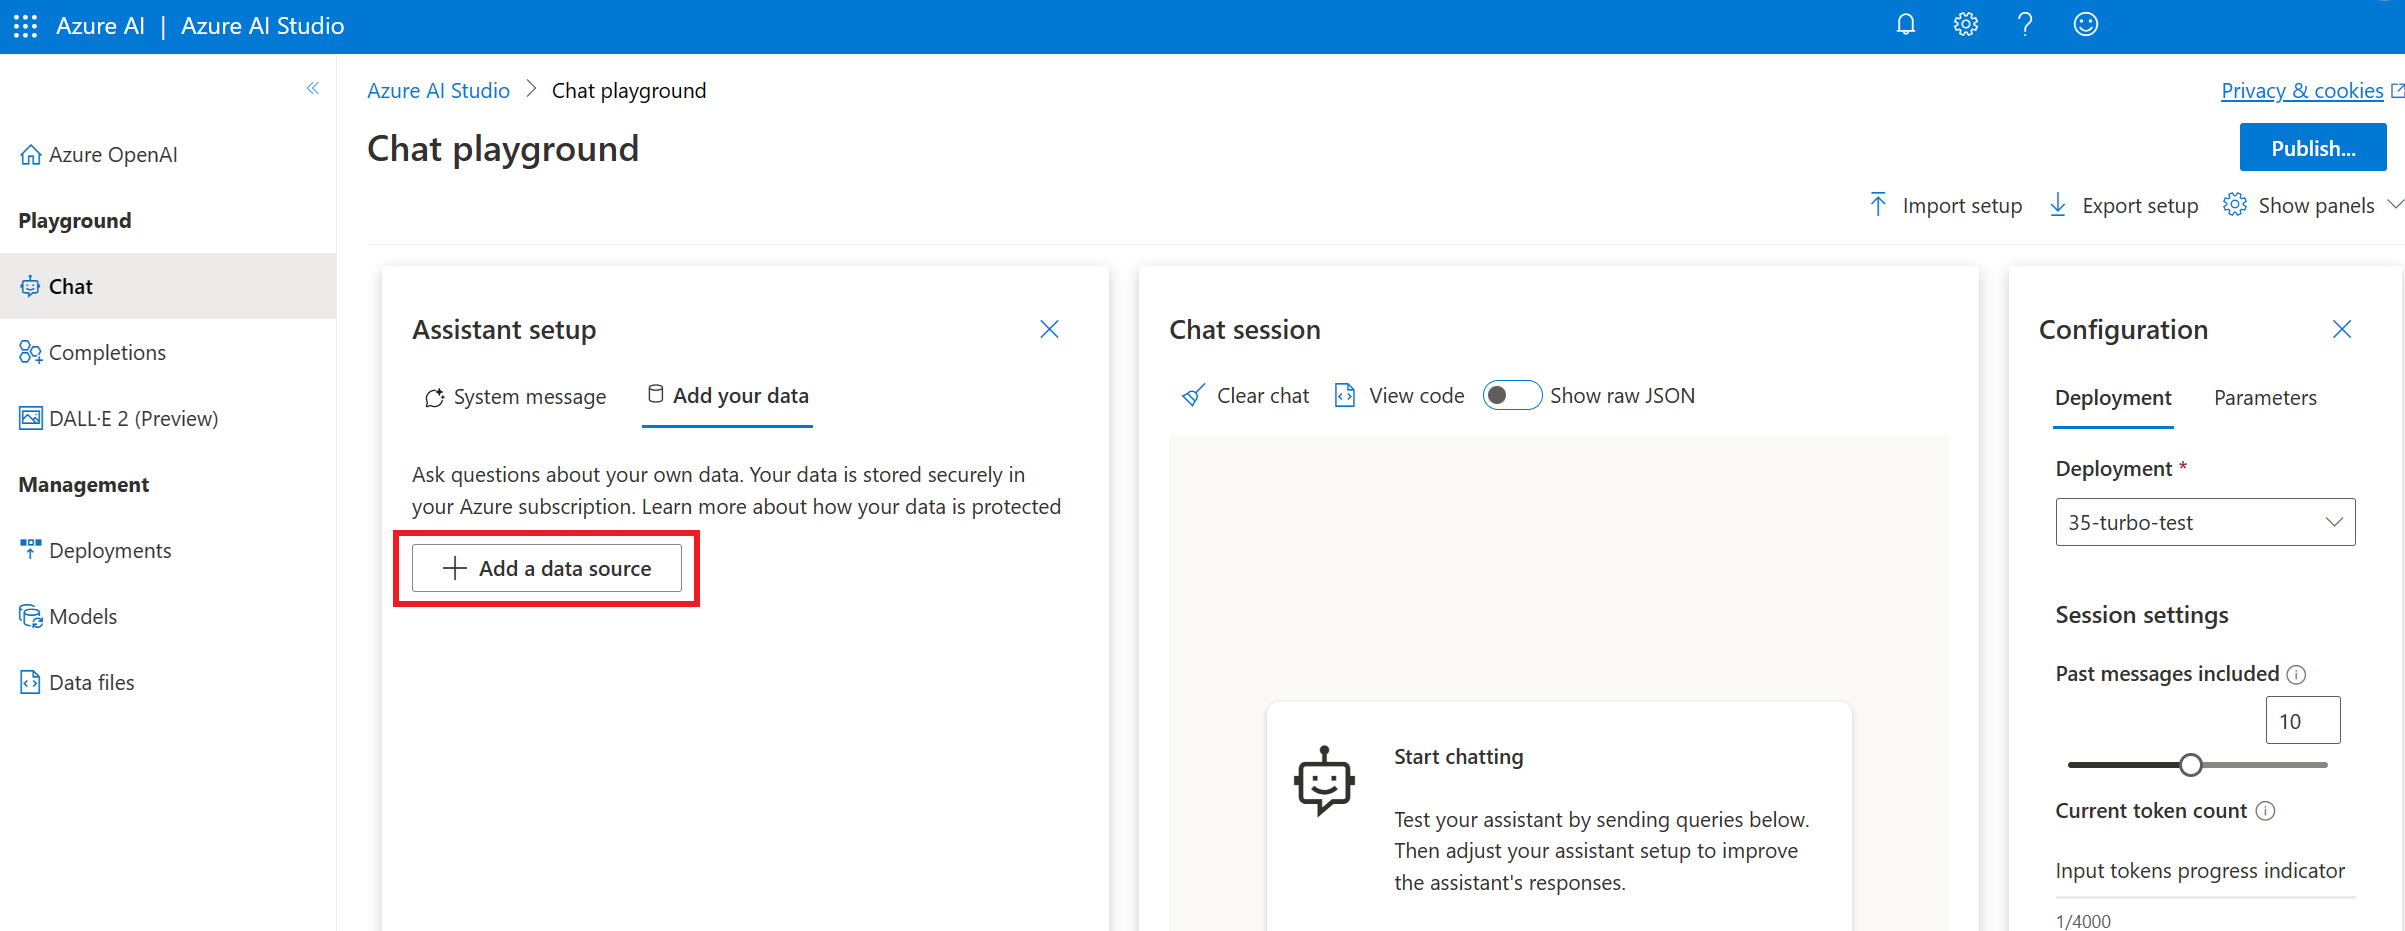 Azure AI | Azure AI Studio
Azure AI Studio > Chat playground
Privacy & cookies
Chat playground
Publish...
Import setup
Export setup
Show panels
Azure OpenAI
Playground
Chat
Completions
DALL·E 2 (Preview)
Management
Deployments
Models
Data files
Assistant setup
System message
Add your data
Ask questions about your own data. Your data is stored securely in
your Azure subscription. Learn more about how your data is protected
Add a data source
Chat session
Clear chat
View code
Show raw JSON
Start chatting
Test your assistant by sending queries below.
Then adjust your assistant setup to improve
the assistant's responses.
Configuration
Deployment
Parameters
Deployment *
35-turbo-test
Session settings
Past messages included
10
Current token count
Input tokens progress indicator
1/4000